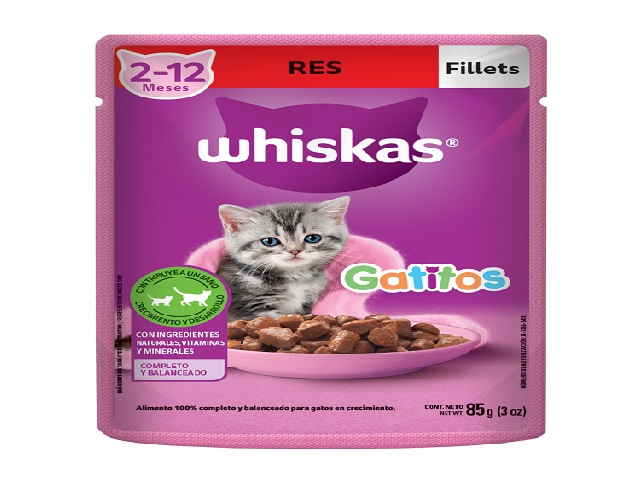 2-12
Meses
RES
Fillets
whiskas®
Gatitos
CONTRIBUYE A UN SANO
CRECIMIENTO Y DESARROLLO
CON INGREDIENTES
NATURALES, VITAMINAS
Y MINERALES
COMPLETO
Y BALANCEADO
Alimento 100% completo y balanceado para gatos en crecimiento.
CONT. NETO
NET WT
85g (3 oz)